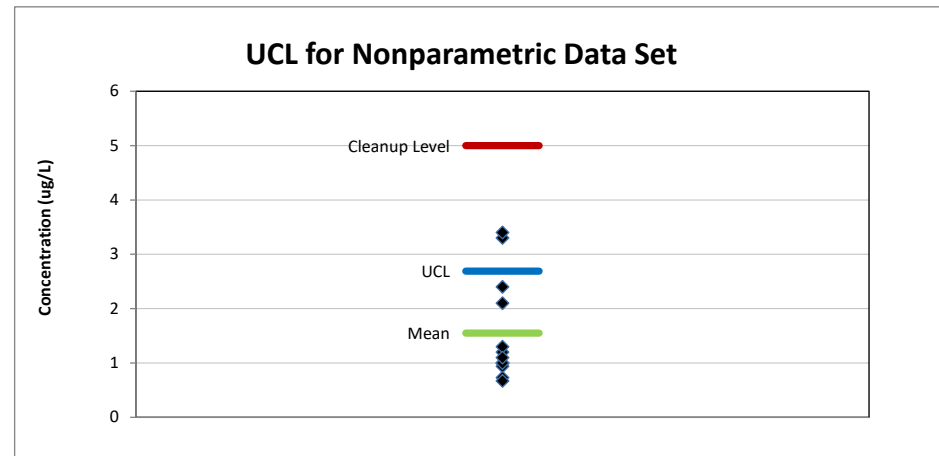 UCL for Nonparametric Data Set
6
5
4
3
2
1
0
Concentration (ug/L)
Cleanup Level
UCL
Mean